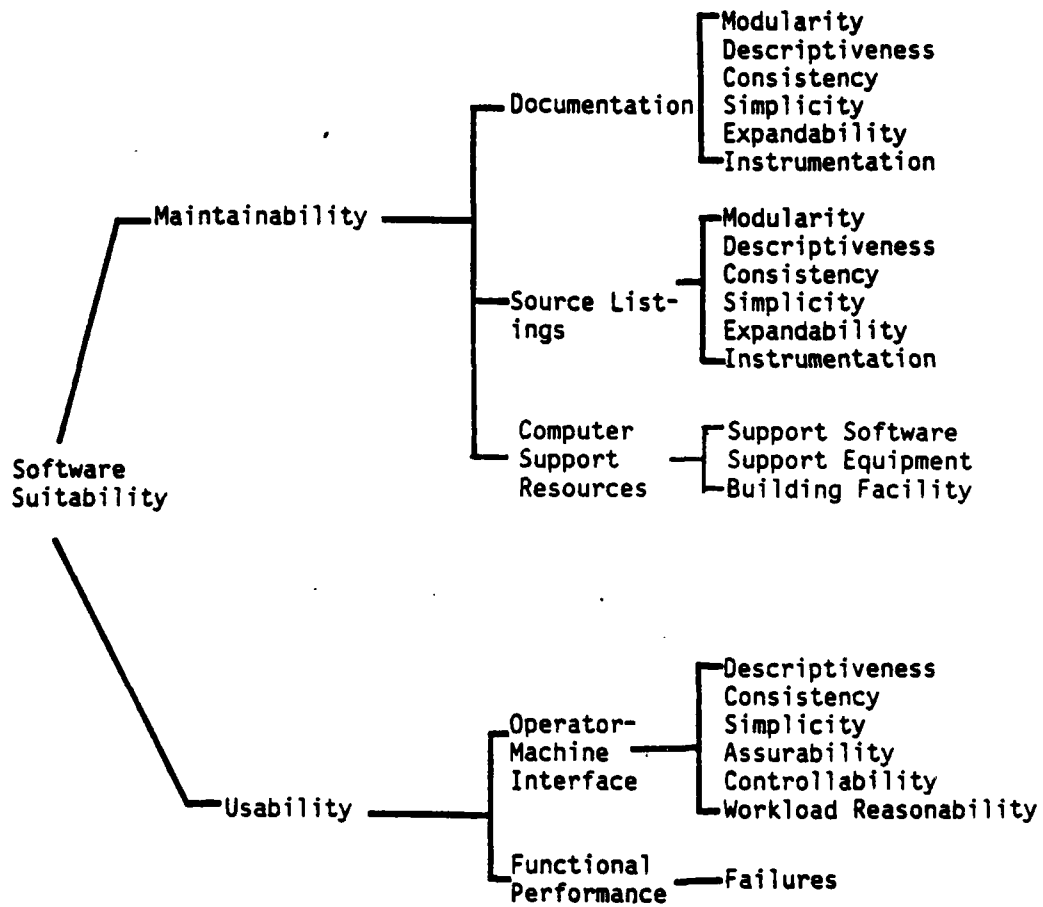 Software
Suitability
Maintainability
Documentation
Modularity
Descriptiveness
Consistency
Simplicity
Expandability
Instrumentation
Source List-
ings
Modularity
Descriptiveness
Consistency
Simplicity
Expandability
Instrumentation
Computer
Support
Resources
Support Software
Support Equipment
Building Facility
Usability
Operator-
Machine
Interface
Descriptiveness
Consistency
Simplicity
Assurability
Controllability
Workload Reasonability
Functional
Performance
Failures